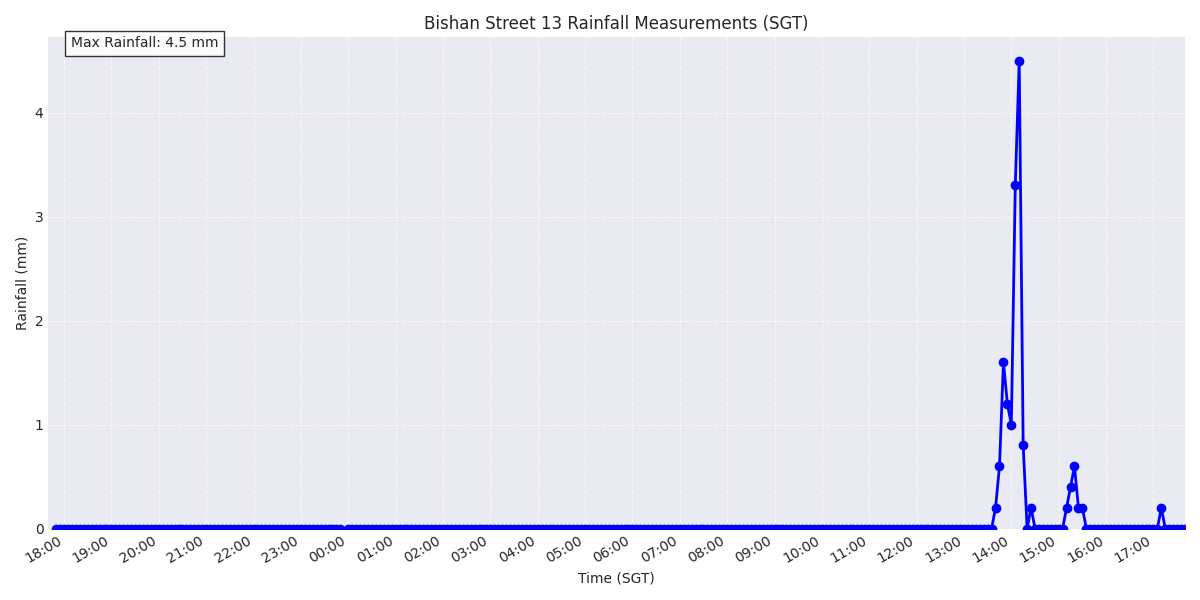 Bishan Street 13 Rainfall Measurements (SGT)
Max Rainfall: 4.5 mm
Rainfall (mm)
4
3
2
1
0
18:00 19:00 20:00 21:00 22:00 23:00 00:00 01:00 02:00 03:00 04:00 05:00 06:00 07:00 08:00 09:00 10:00 11:00 12:00 13:00 14:00 15:00 16:00 17:00
Time (SGT)